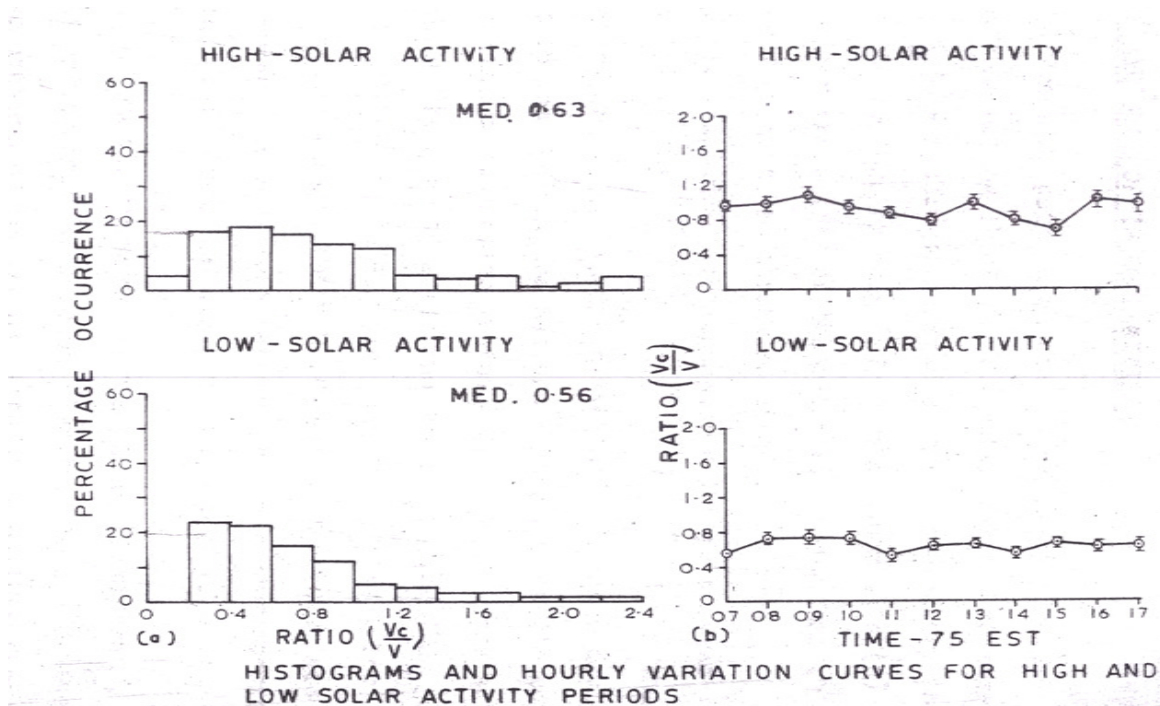 HIGH-SOLAR ACTIVITY
MED. 0.63
60
40
20
0
PERCENTAGE OCCURRENCE
LOW-SOLAR ACTIVITY
MED. 0.56
60
40
20
0
0 0.4 0.8 1.2 1.6 2.0 2.4
(a) RATIO (Vc/V)
HIGH-SOLAR ACTIVITY
2.0
1.6
1.2
0.8
0.4
0
RATIO (Vc/V)
LOW-SOLAR ACTIVITY
2.0
1.6
1.2
0.8
0.4
0
07 08 09 10 11 12 13 14 15 16 17
(b) TIME-75 EST
HISTOGRAMS AND HOURLY VARIATION CURVES FOR HIGH AND
LOW SOLAR ACTIVITY PERIODS